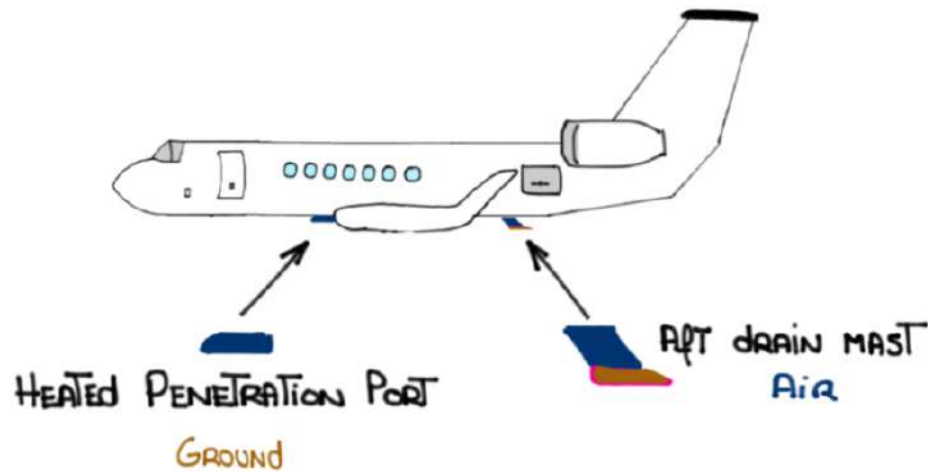 HEATED PENETRATION PORT
GROUND
AFT DRAIN MAST
AIR